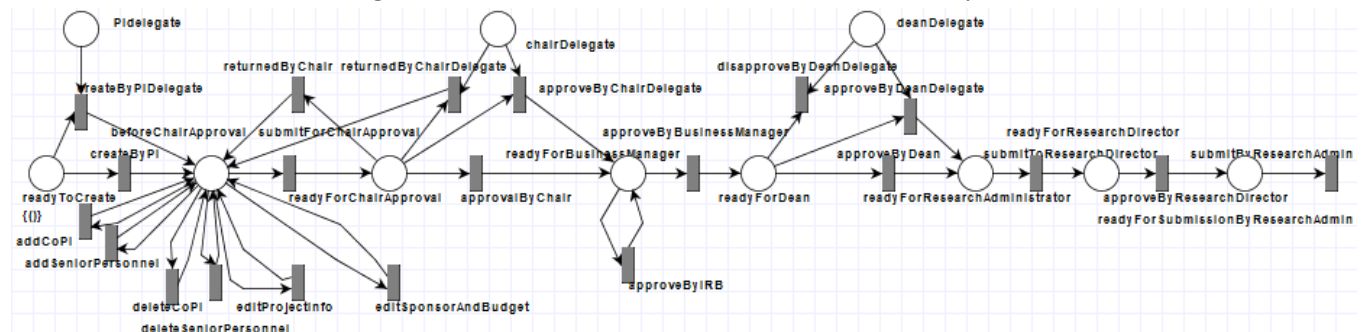 PIdelegate
chairDelegate
deanDelegate
returnedByChair
returnedByChairDelegate
disapproveByDeanDelegate
createByPIDelegate
approveByChairDelegate
approveByDeanDelegate
beforeChairApproval
submitForChairApproval
approveByBusinessManager
readyForResearchDirector
createByPI
readyForBusinessManager
approveByDean
submitToResearchDirector
submitByResearchAdmin
readyToCreate
readyForChairApproval
approvalByChair
readyForDean
readyForResearchAdministrator
approveByResearchDirector
{()}
readyForSubmissionByResearchAdmin
addCoPI
addSeniorPersonnel
approveByIRB
deleteCoPI
editProjectInfo
editSponsorAndBudget
deleteSeniorPersonnel